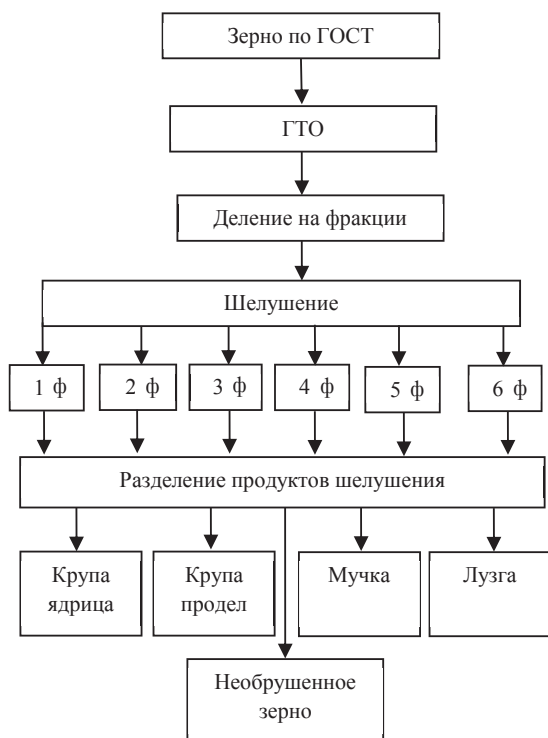 Зерно по ГОСТ
ГТО
Деление на фракции
Шелушение
1 ф
2 ф
3 ф
4 ф
5 ф
6 ф
Разделение продуктов шелушения
Крупа
ядрица
Крупа
продел
Мучка
Лузга
Необрушенное
зерно